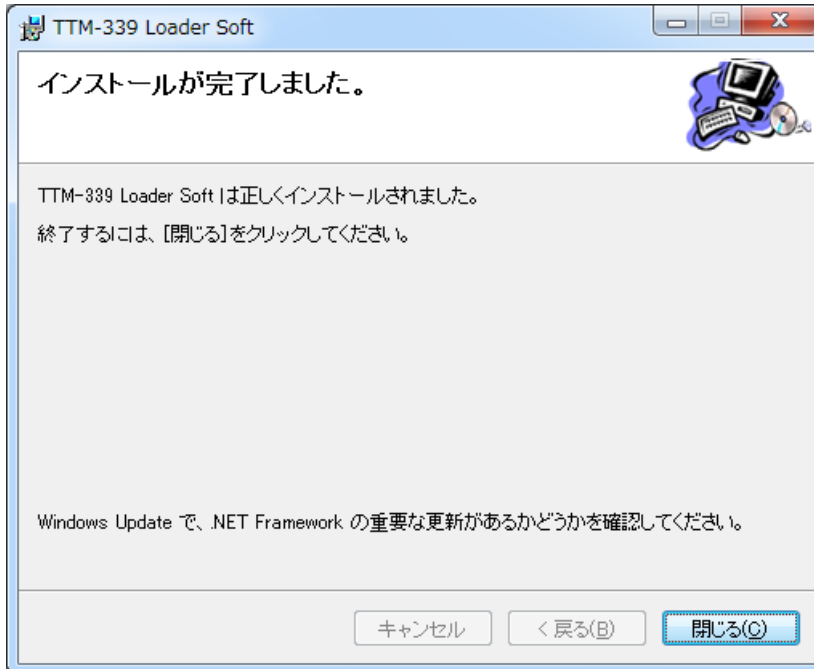 TTM-339 Loader Soft
インストールが完了しました。
TTM-339 Loader Soft は正しくインストールされました。
終了するには、[閉じる]をクリックしてください。
Windows Update で、.NET Framework の重要な更新があるかどうかを確認してください。
キャンセル
< 戻る(B)
閉じる(C)